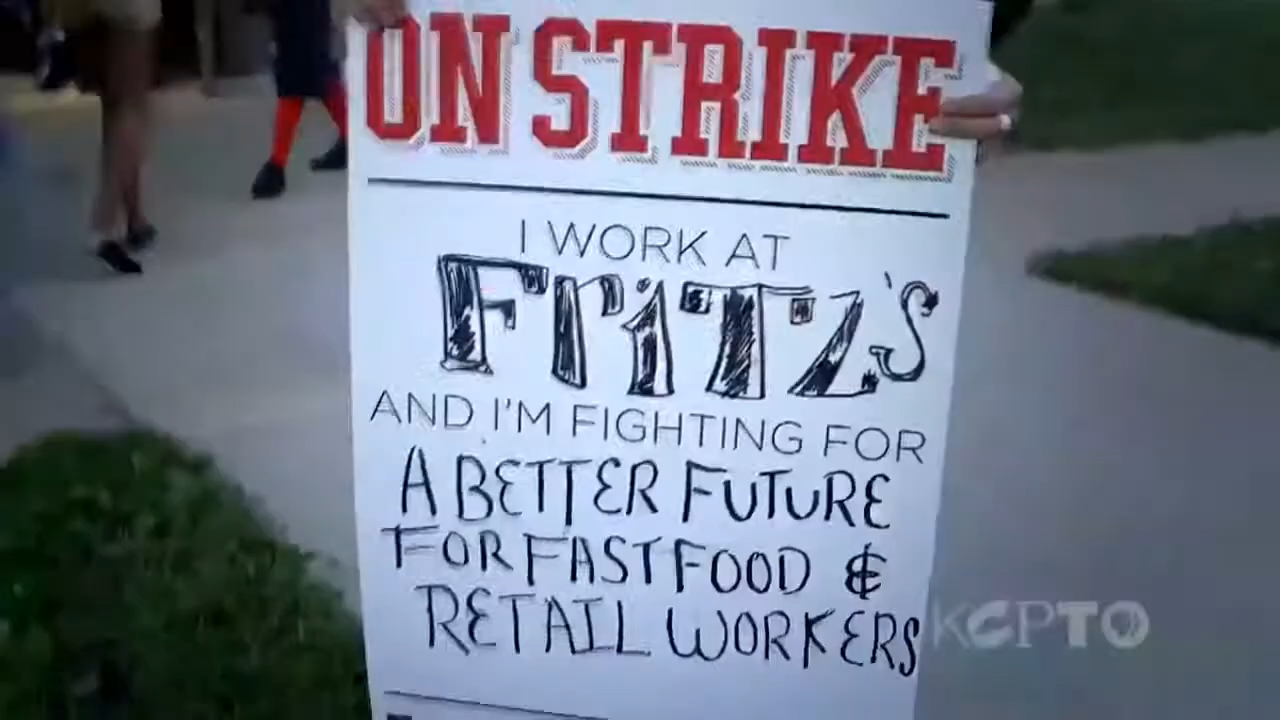 ON STRIKE
I WORK AT
FRiTZ'S
AND I'M FIGHTING FOR
A BETTER FUTURE
FOR FAST FOOD &
RETAIL WORKERS
KCPT